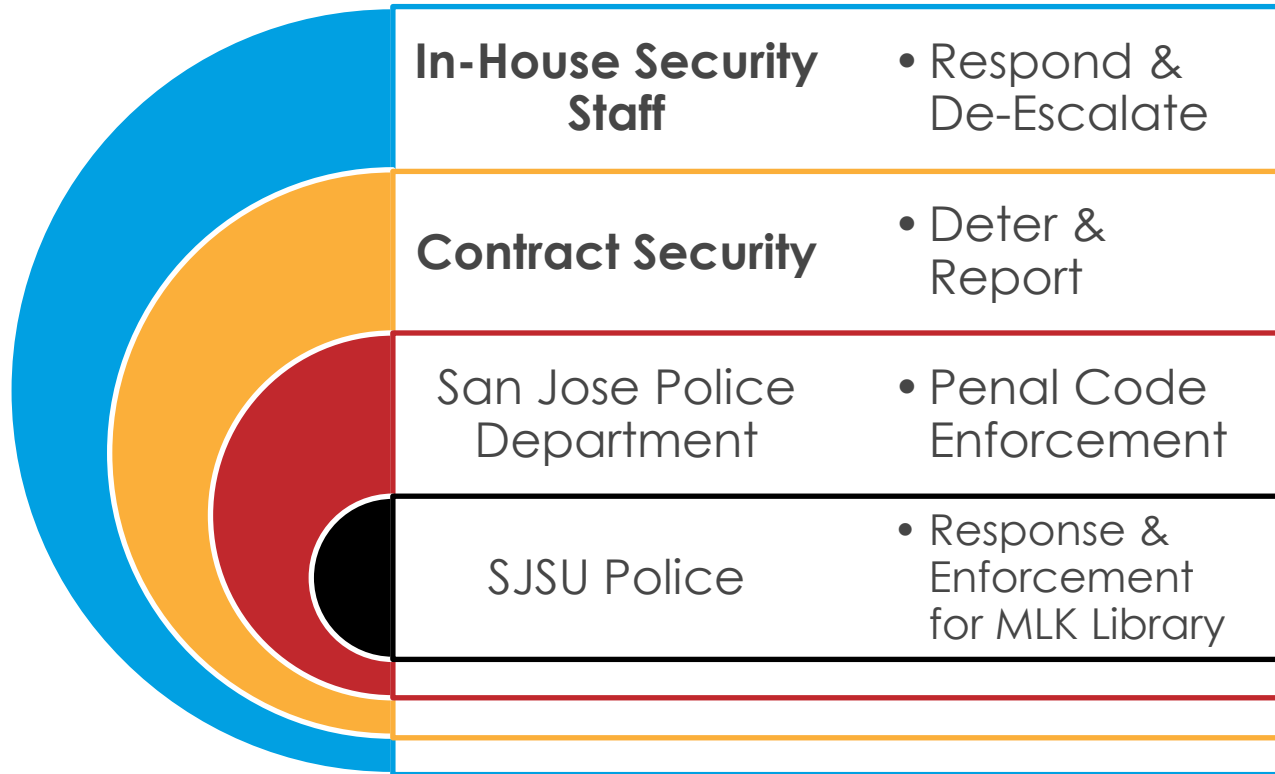 In-House Security
Staff
• Respond &
De-Escalate
Contract Security
• Deter &
Report
San Jose Police
Department
• Penal Code
Enforcement
SJSU Police
• Response &
Enforcement
for MLK Library